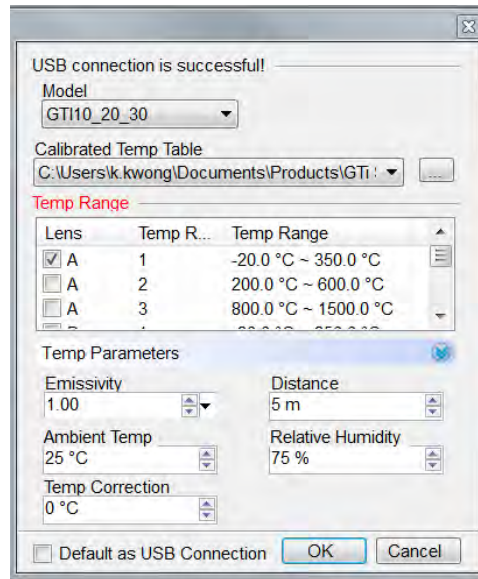 USB connection is successful!
Model
GTI10_20_30
Calibrated Temp Table
C:\Users\k.kwong\Documents\Products\GTi ...
Temp Range
Lens Temp R... Temp Range
A 1 -20.0 °C ~ 350.0 °C
A 2 200.0 °C ~ 600.0 °C
A 3 800.0 °C ~ 1500.0 °C
Temp Parameters
Emissivity Distance
1.00 5 m
Ambient Temp Relative Humidity
25 °C 75 %
Temp Correction
0 °C
Default as USB Connection OK Cancel